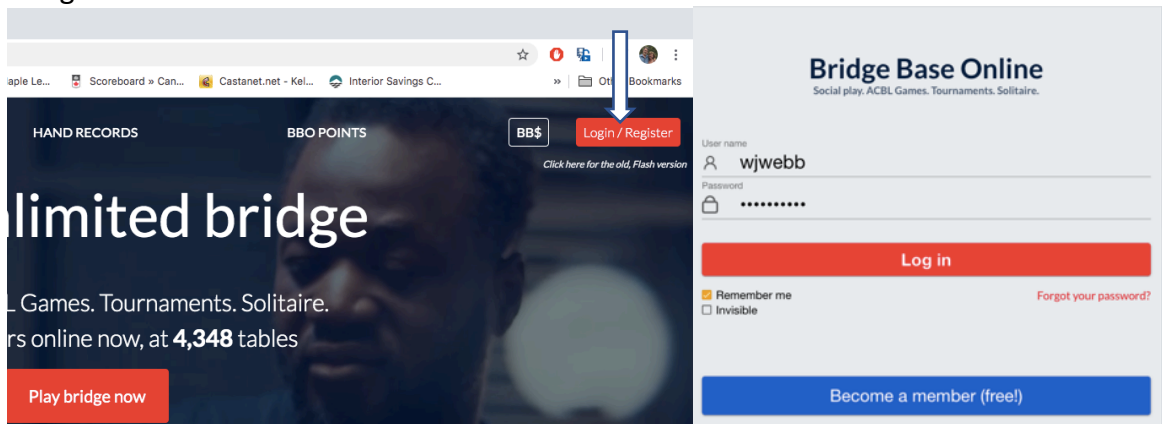 aple Le...
Scoreboard » Can...
Castanet.net - Kel...
Interior Savings C...
»
Bookmarks
HAND RECORDS
BBO POINTS
BB$
Login / Register
Click here for the old, Flash version
limited bridge
L Games. Tournaments. Solitaire.
rs online now, at 4,348 tables
Play bridge now
Bridge Base Online
Social play. ACBL Games. Tournaments. Solitaire.
User name
wjwebb
Password
••••••••••
Log in
Remember me
Forgot your password?
Invisible
Become a member (free!)